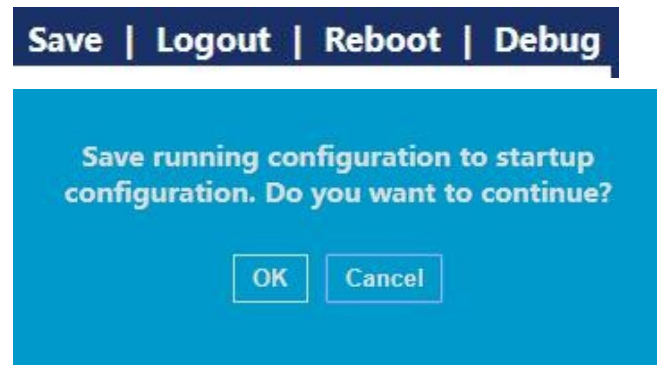 Save | Logout | Reboot | Debug
Save running configuration to startup
configuration. Do you want to continue?
OK Cancel